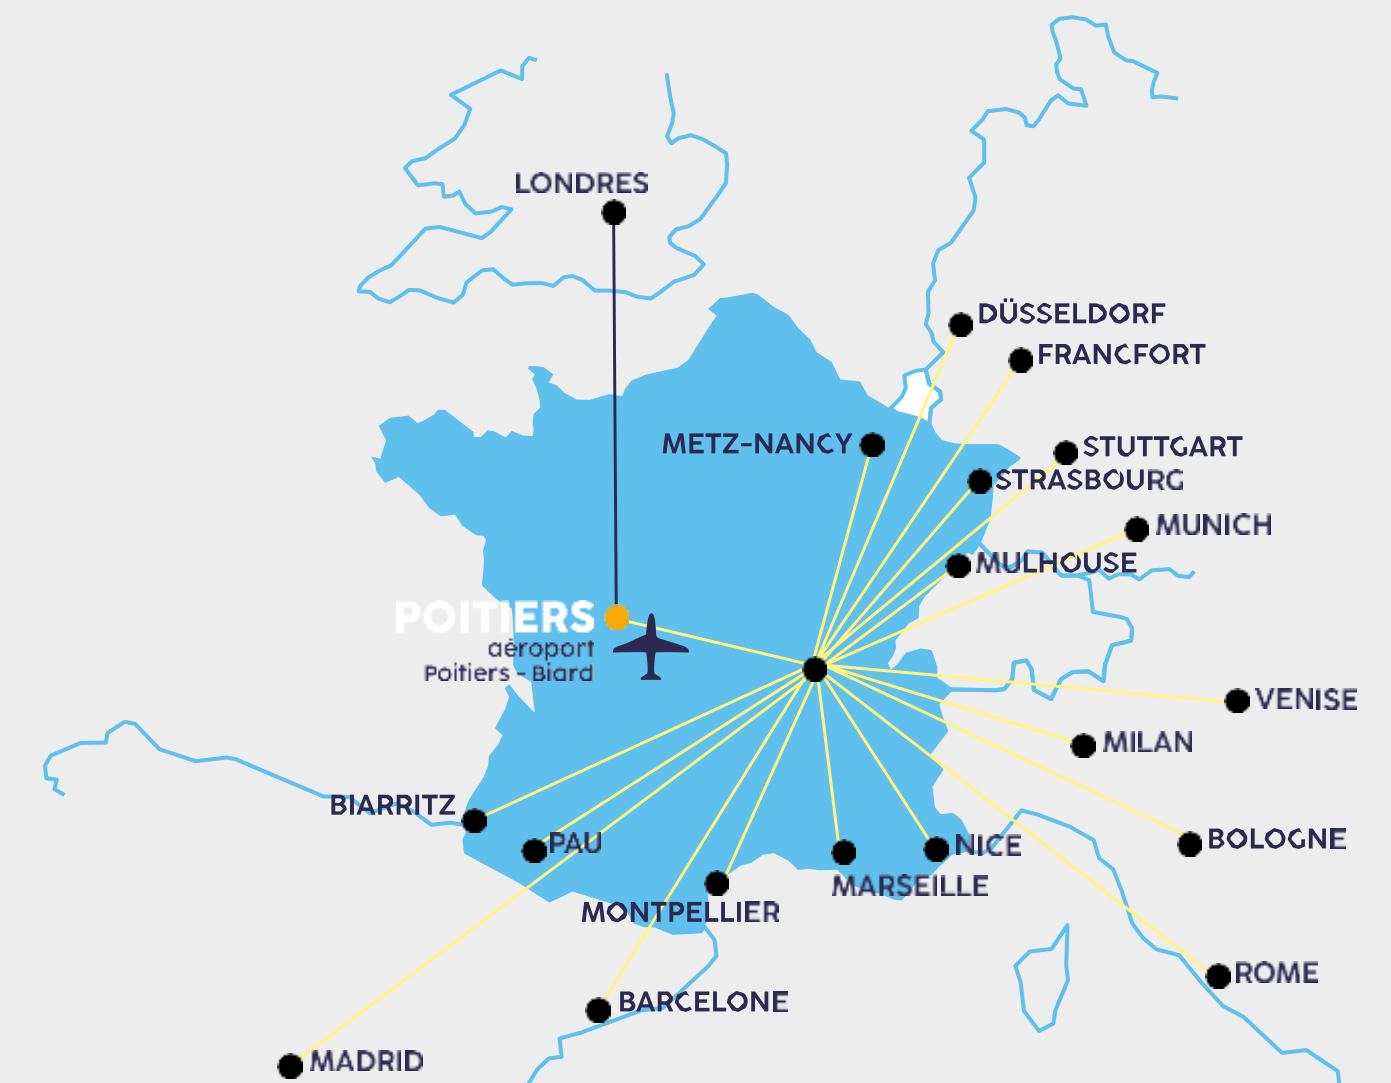 LONDRES
DÜSSELDORF
FRANCFORT
METZ-NANCY
STUTTGART
STRASBOURG
MUNICH
MULHOUSE
POITIERS
aéroport
Poitiers - Biard
VENISE
MILAN
BIARRITZ
PAU
NICE
BOLOGNE
MARSEILLE
MONTPELLIER
ROME
BARCELONE
MADRID